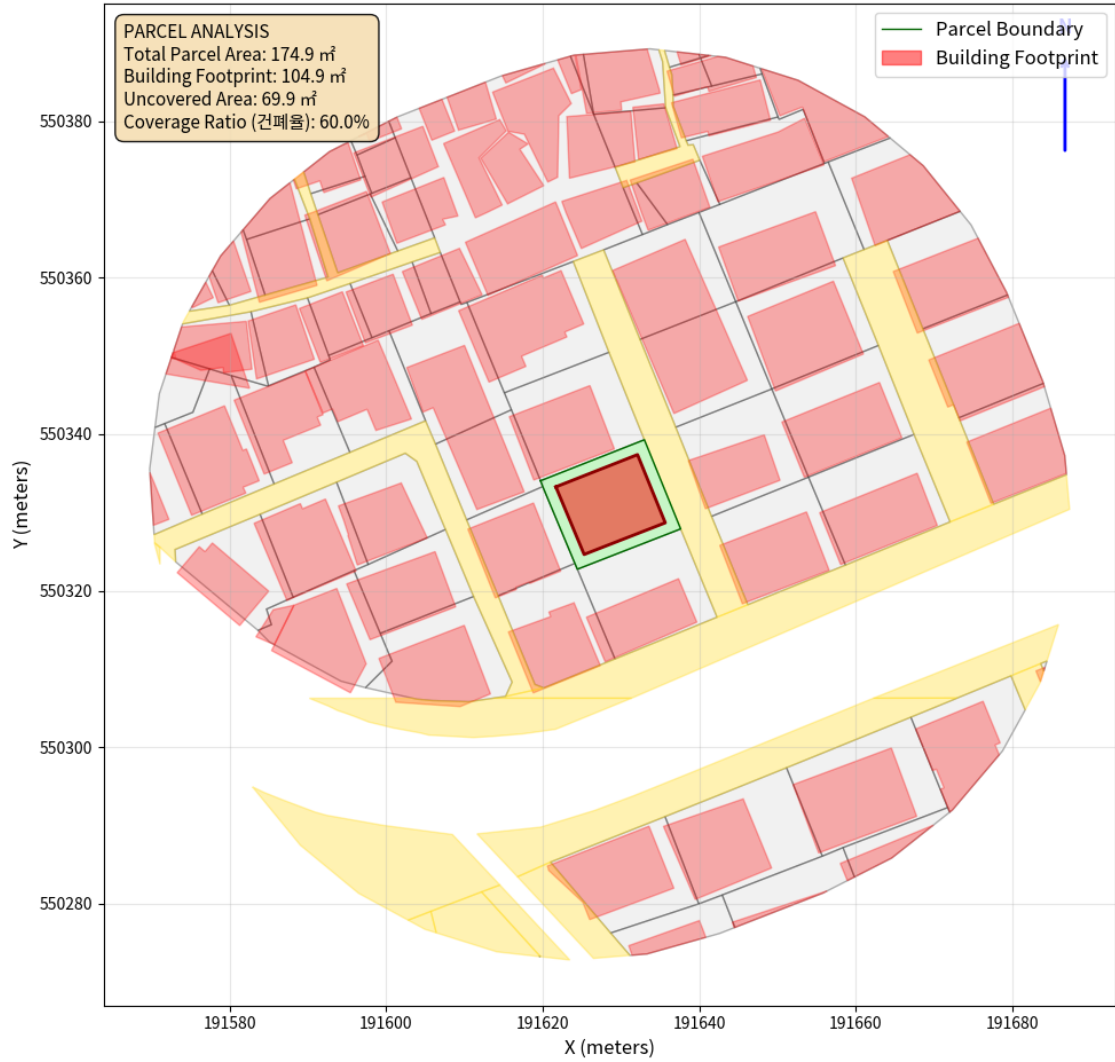 PARCEL ANALYSIS
Total Parcel Area: 174.9 ㎡
Building Footprint: 104.9 ㎡
Uncovered Area: 69.9 ㎡
Coverage Ratio (건폐율): 60.0%
Parcel Boundary
Building Footprint
N
550380
550360
550340
550320
550300
550280
Y (meters)
191580
191600
191620
191640
191660
191680
X (meters)